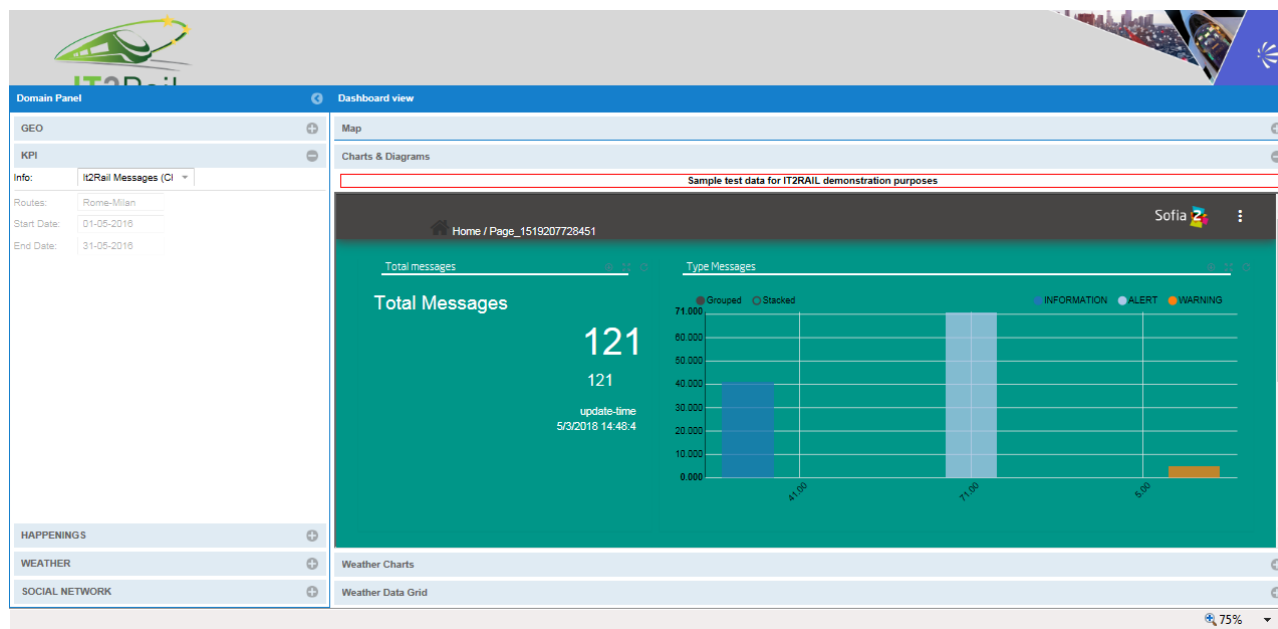 IT2Rail
Domain Panel
GEO
KPI
Info: It2Rail Messages (Cl
Routes: Rome-Milan
Start Date: 01-05-2016
End Date: 31-05-2016
HAPPENINGS
WEATHER
SOCIAL NETWORK
Dashboard view
Map
Charts & Diagrams
Sample test data for IT2RAIL demonstration purposes
Home / Page_1519207728451
Sofia 2
Total messages
Total Messages
121
121
update-time
5/3/2018 14:48:4
Type Messages
Grouped Stacked INFORMATION ALERT WARNING
71.000
60.000
50.000
40.000
30.000
20.000
10.000
0.000
41.00 71.00 5.00
Weather Charts
Weather Data Grid
75%